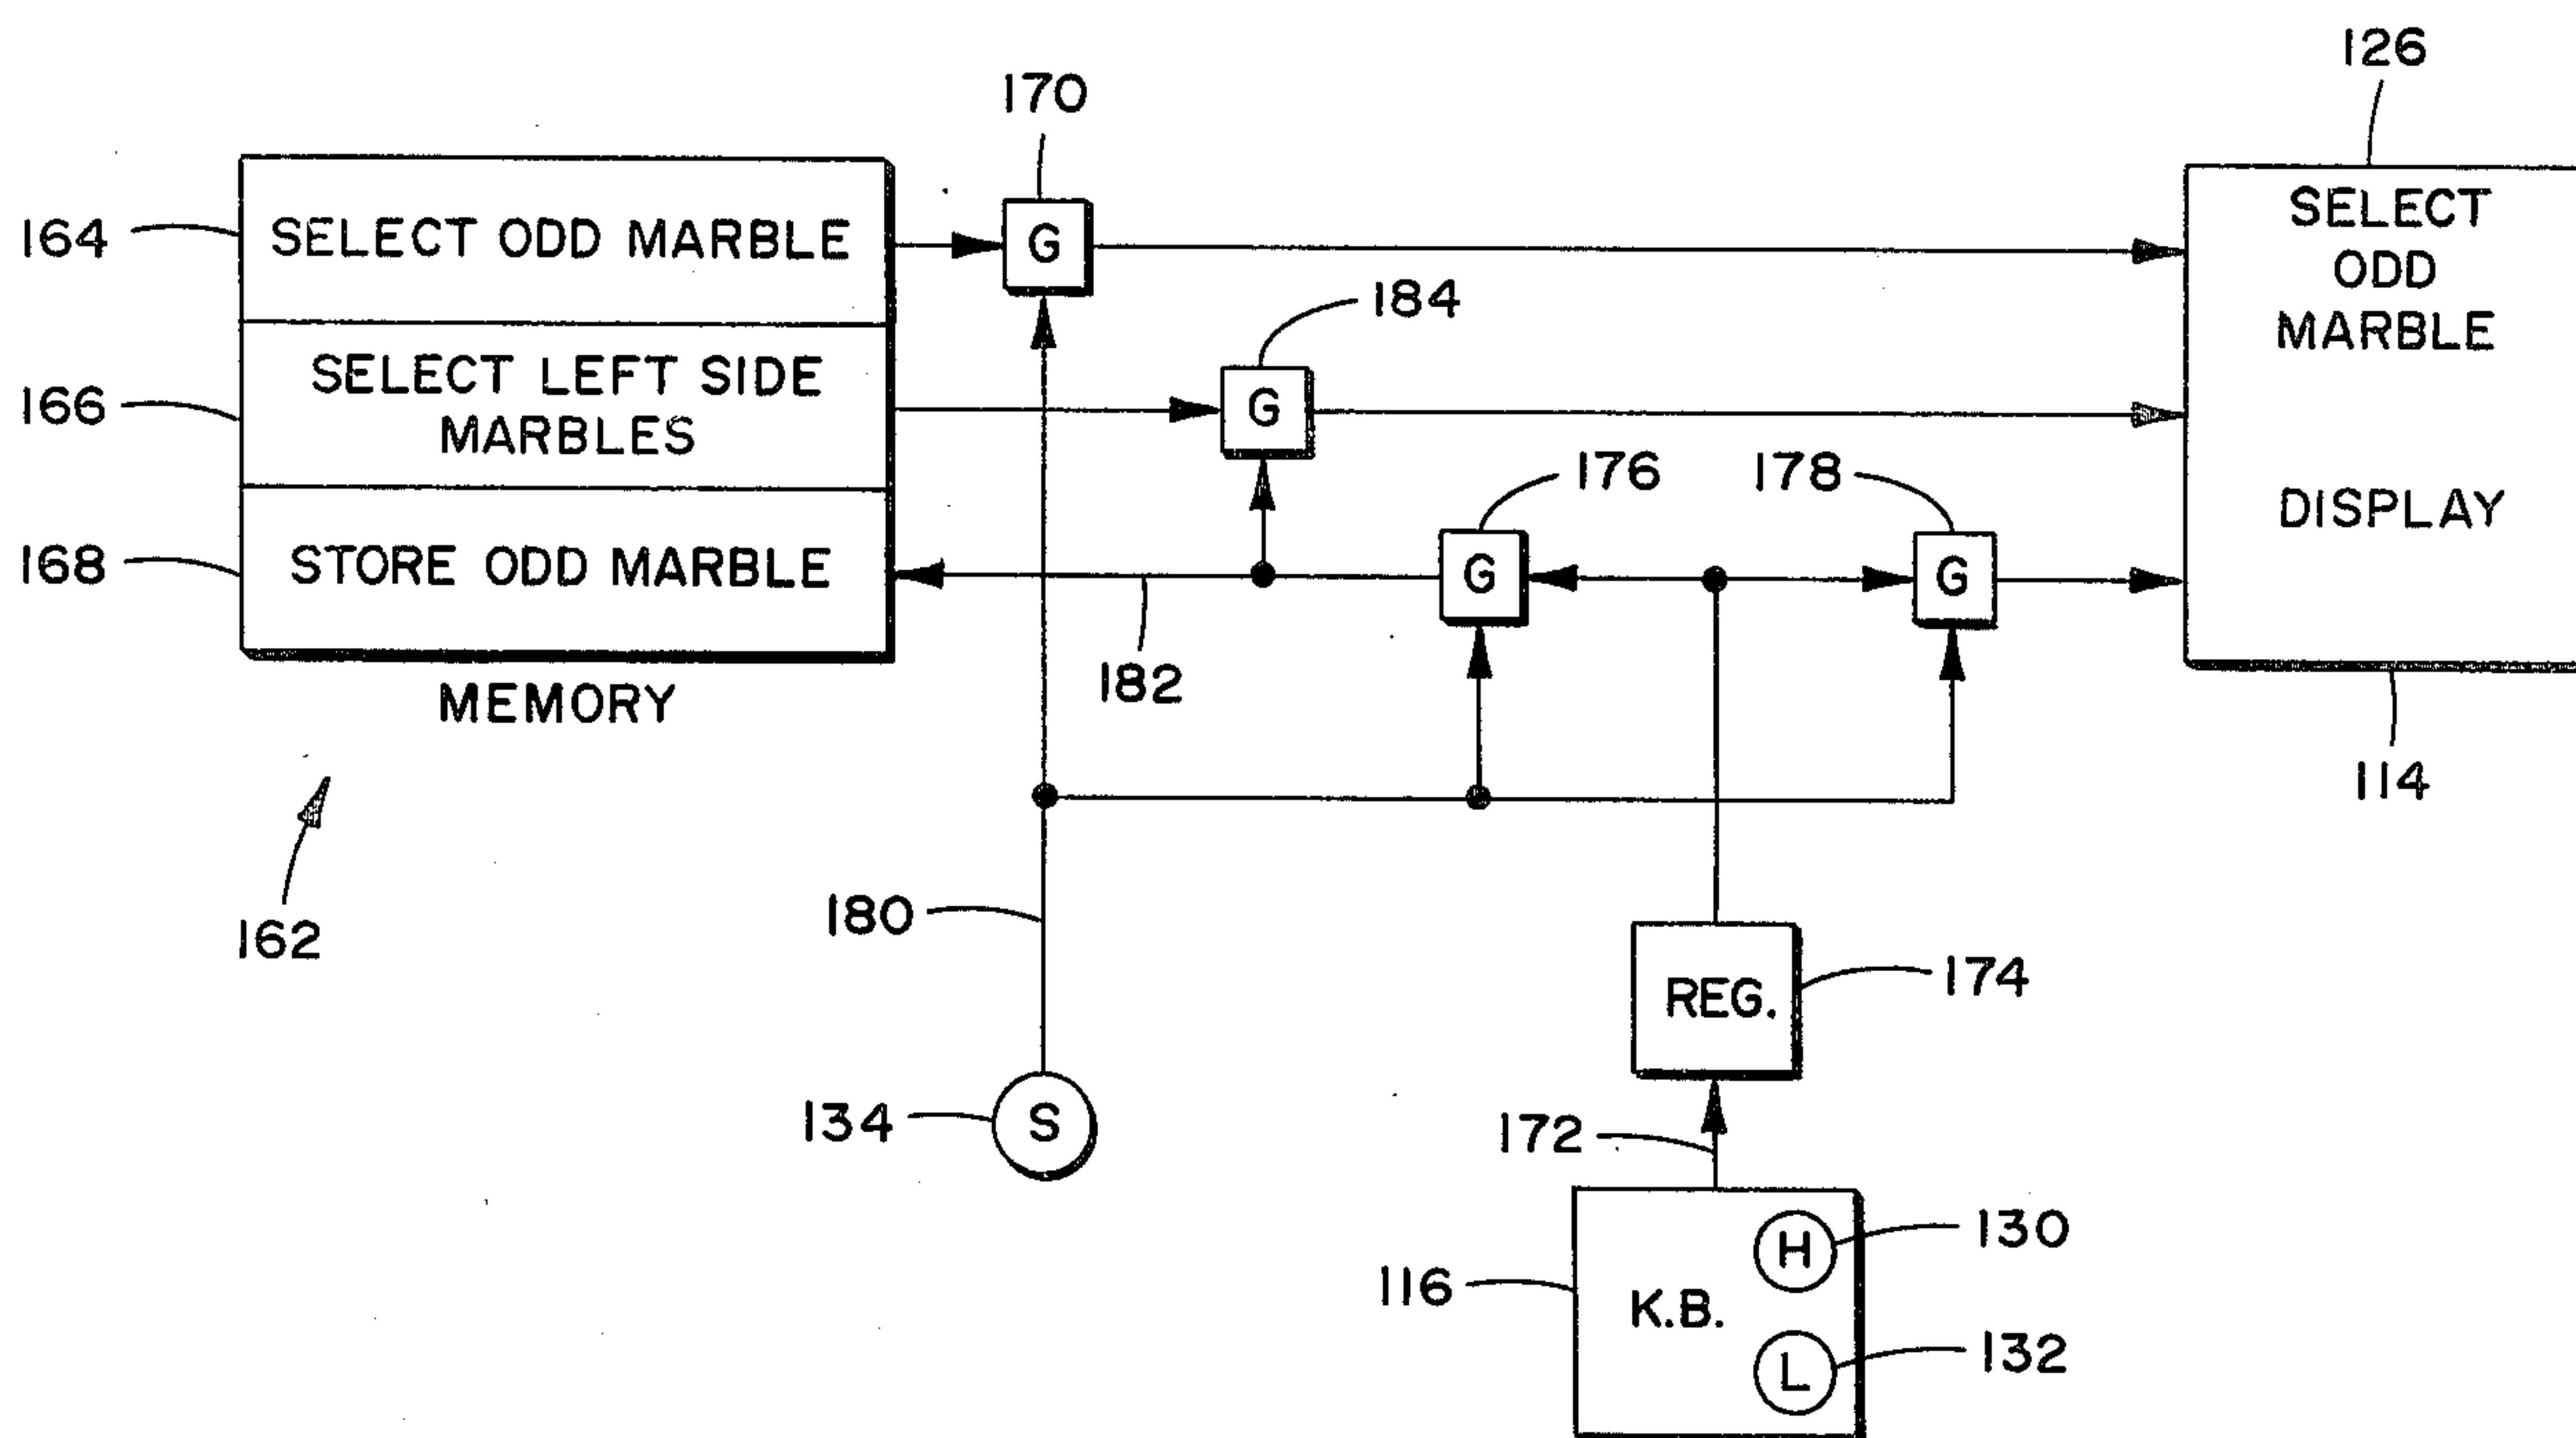 126
170
164
SELECT ODD MARBLE
G
SELECT
ODD
MARBLE
184
166
SELECT LEFT SIDE
MARBLES
G
176
178
DISPLAY
168
STORE ODD MARBLE
G
G
182
MEMORY
114
180
162
REG.
174
134
S
172
116
K.B.
H
130
L
132